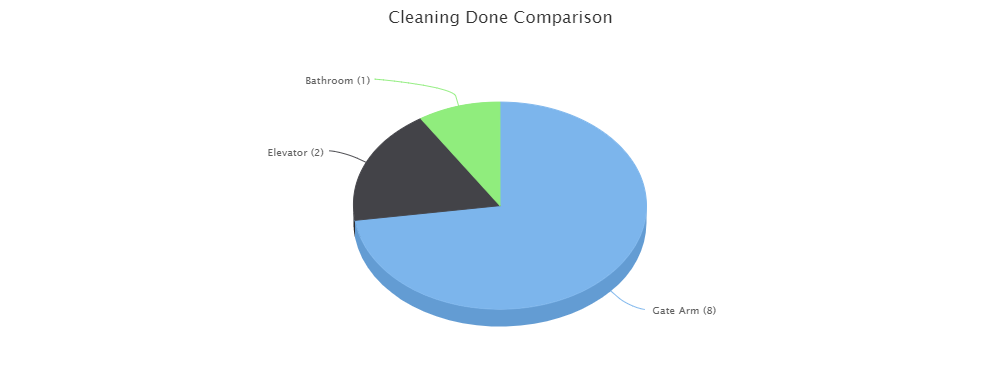 Cleaning Done Comparison
Bathroom (1)
Elevator (2)
Gate Arm (8)